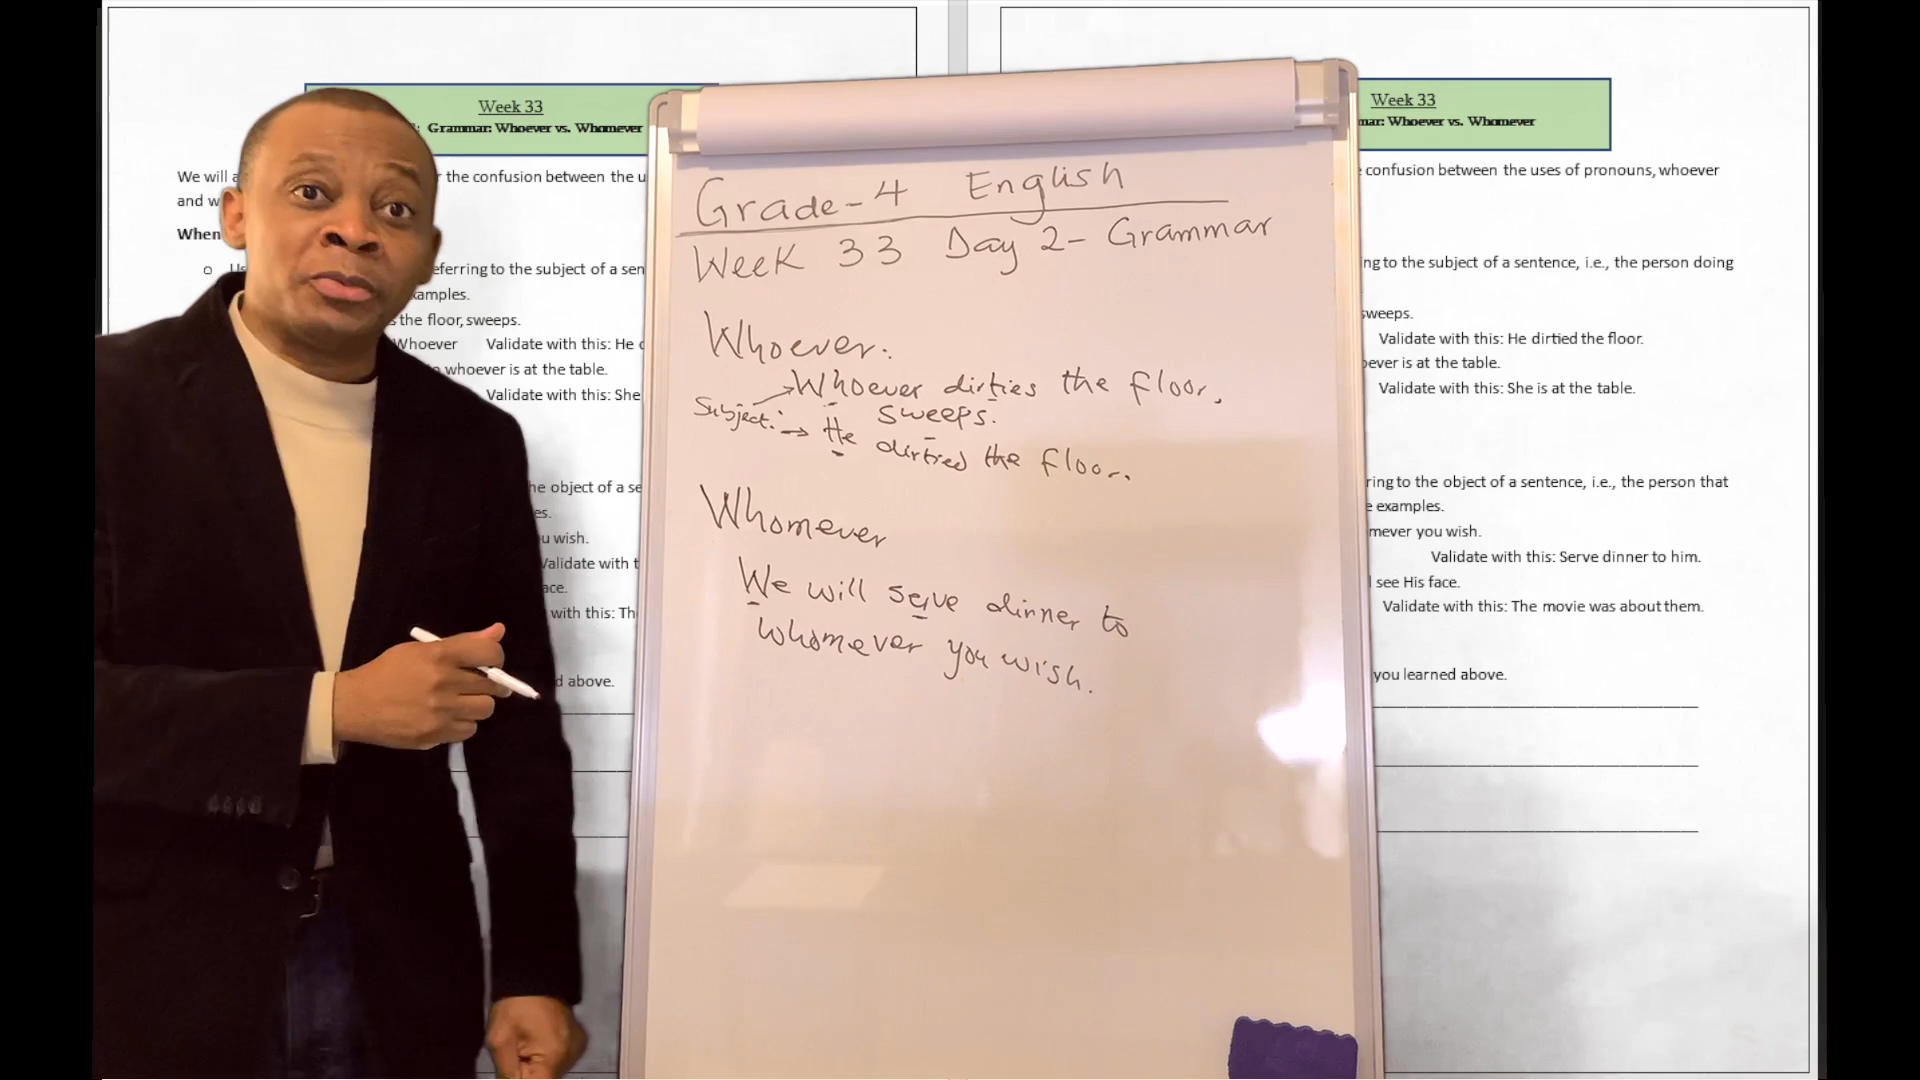 Week 33
Grammar: Whoever vs. Whomever
We will a
the confusion between the u
and w
When
eferring to the subject of a sen
amples.
the floor, sweeps.
Whoever Validate with this: He
whoever is at the table.
Validate with this: She
he object of a se
es.
u wish.
Validate with t
ace.
with this: Th
d above.
Grade-4 English
Week 33 Day 2- Grammar
Whoever.
Whoever dirties the floor,
Subject: sweeps.
→ He dirtied the floor.
Whomever
We will serve dinner to
whomever you wish.
Week 33
mar: Whoever vs. Whomever
confusion between the uses of pronouns, whoever
ng to the subject of a sentence, i.e., the person doing
sweeps.
Validate with this: He dirtied the floor.
ever is at the table.
Validate with this: She is at the table.
ring to the object of a sentence, i.e., the person that
e examples.
mever you wish.
Validate with this: Serve dinner to him.
see His face.
Validate with this: The movie was about them.
you learned above.